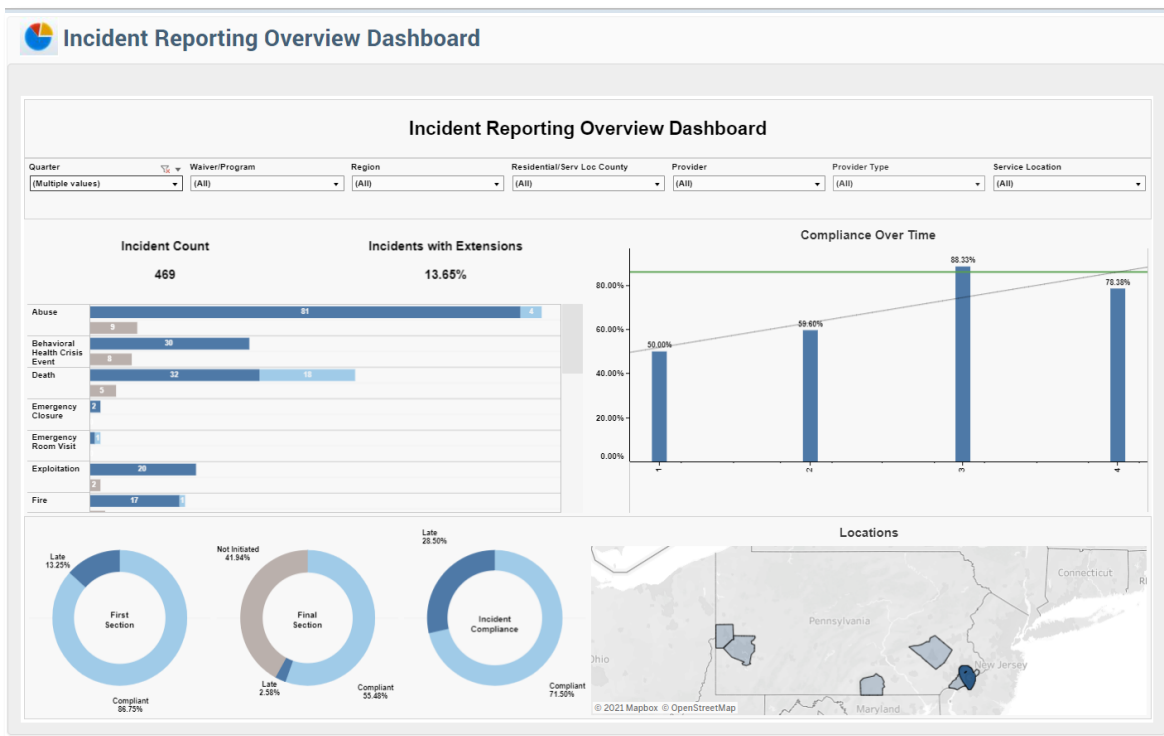 Incident Reporting Overview Dashboard
Incident Reporting Overview Dashboard
Quarter
(Multiple values)
Waiver/Program
(All)
Region
(All)
Residential/Serv Loc County
(All)
Provider
(All)
Provider Type
(All)
Service Location
(All)
Incident Count
469
Incidents with Extensions
13.65%
Abuse
81
4
9
Behavioral
Health Crisis
Event
30
8
Death
32
18
5
Emergency
Closure
2
Emergency
Room Visit
Exploitation
20
2
Fire
17
Compliance Over Time
80.00%
60.00%
40.00%
20.00%
0.00%
50.00%
59.60%
88.33%
78.38%
1
2
3
4
Late
13.25%
First
Section
Compliant
86.75%
Not Initiated
41.94%
Final
Section
Late
2.58%
Compliant
55.48%
Late
28.50%
Incident
Compliance
Compliant
71.50%
Locations
Connecticut
RI
Pennsylvania
Ohio
New Jersey
Maryland
© 2021 Mapbox © OpenStreetMap